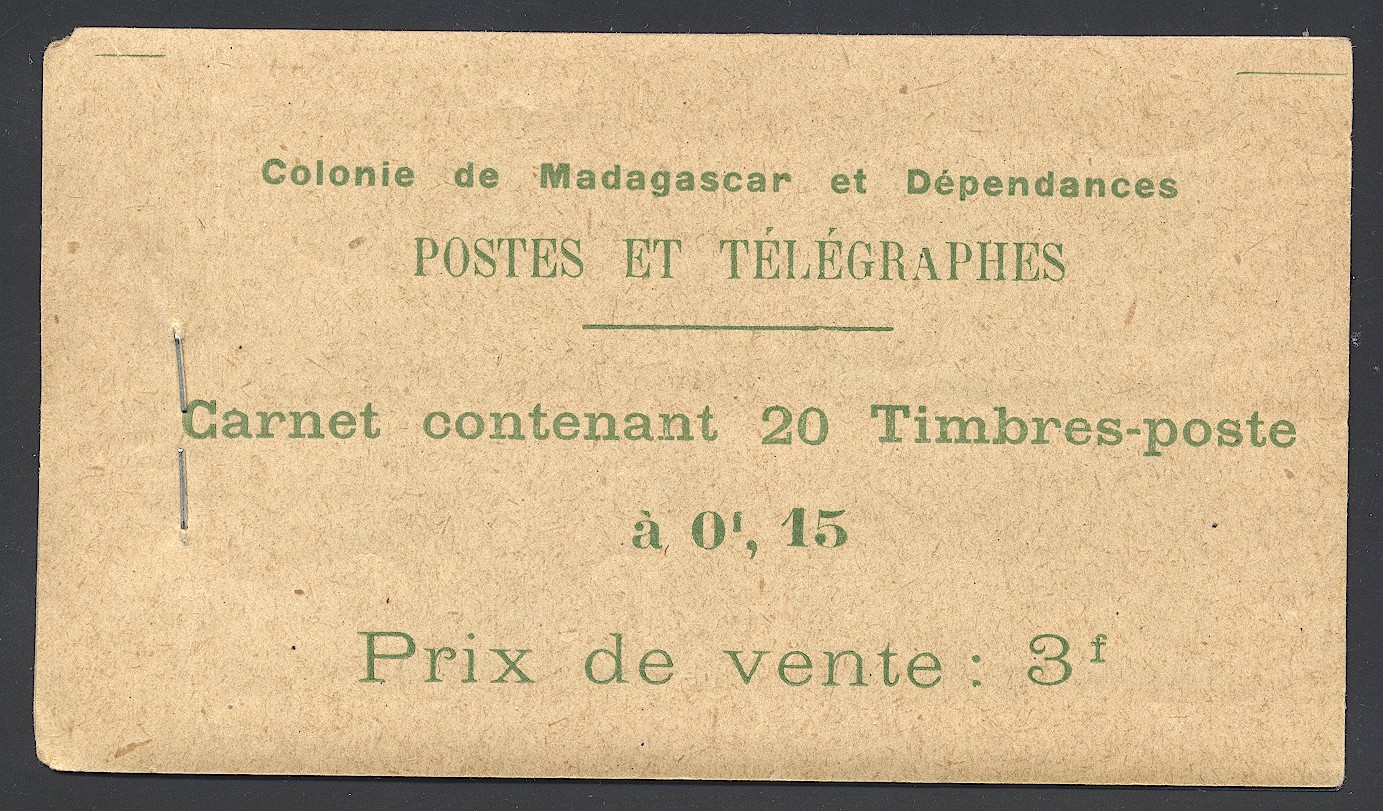 Colonie de Madagascar et Dépendances
POSTES ET TÉLÉGRAPHES
Carnet contenant 20 Timbres-poste
à 0ᶠ, 15
Prix de vente : 3ᶠ